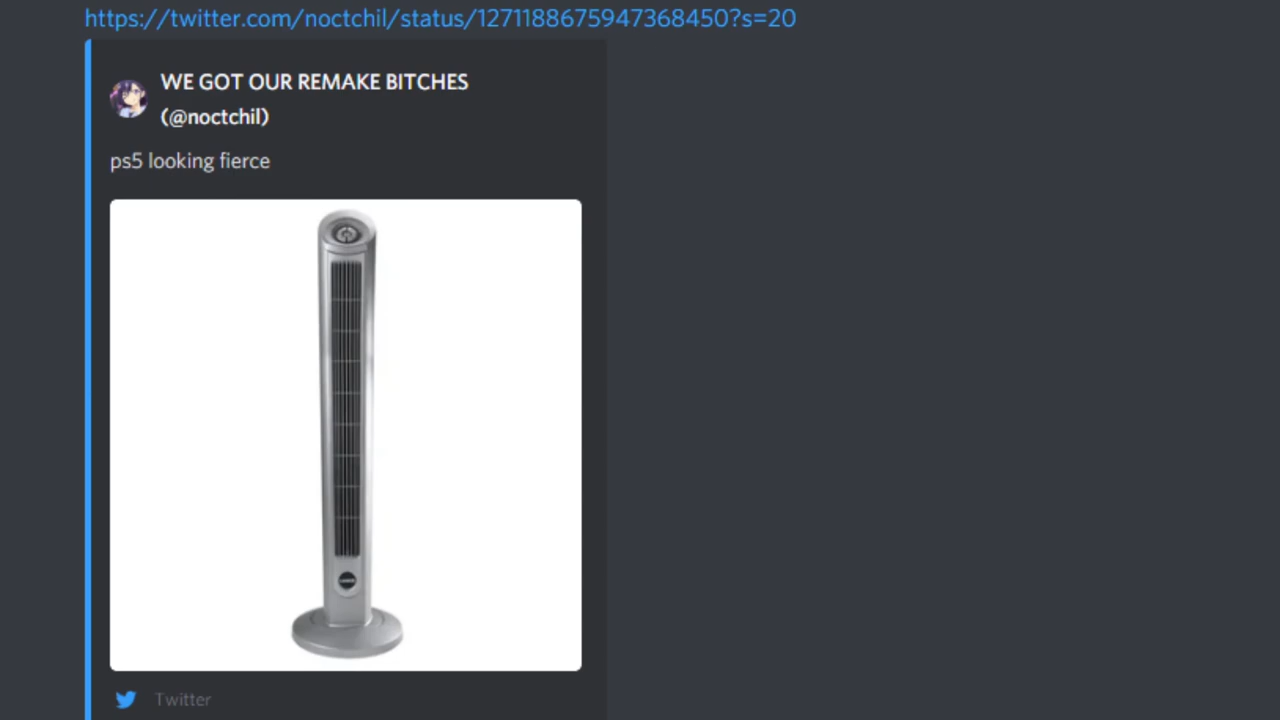 https://twitter.com/noctchil/status/1271188675947368450?s=20
WE GOT OUR REMAKE BITCHES
(@noctchil)
ps5 looking fierce
Twitter